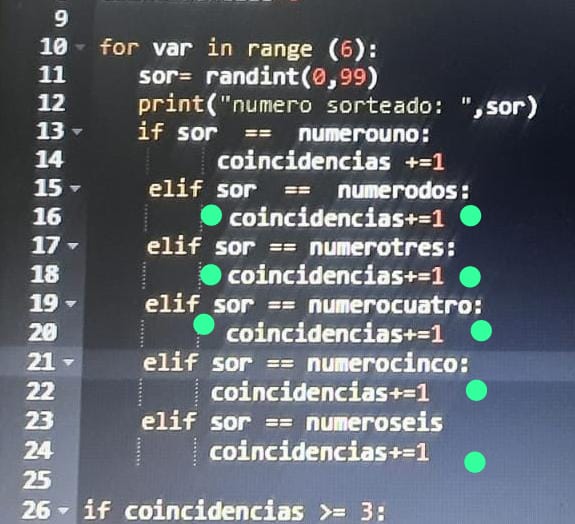 9
10 for var in range (6):
11 sor= randint(0,99)
12 print("numero sorteado: ",sor)
13 if sor == numerouno:
14 coincidencias +=1
15 elif sor == numerodos:
16 coincidencias+=1
17 elif sor == numerotres:
18 coincidencias+=1
19 elif sor == numerocuatro:
20 coincidencias+=1
21 elif sor == numerocinco:
22 coincidencias+=1
23 elif sor == numeroseis
24 coincidencias+=1
25
26 if coincidencias >= 3: